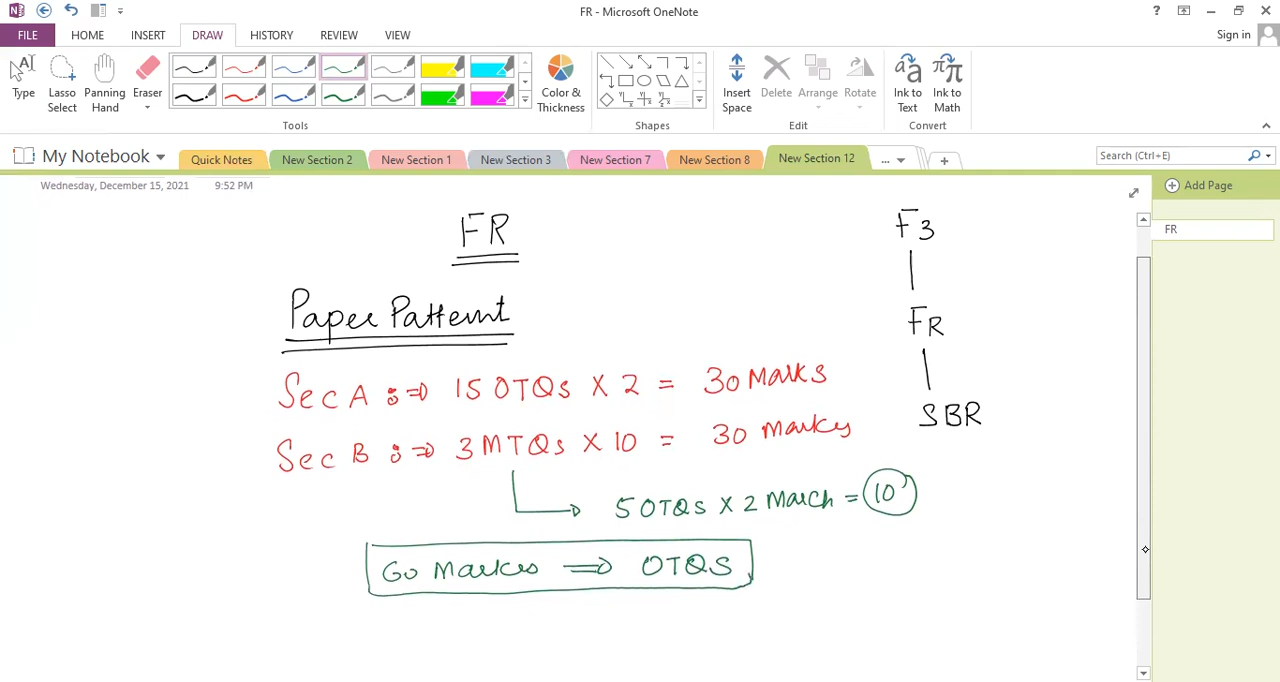 FR - Microsoft OneNote
?
Sign in
FILE HOME INSERT DRAW HISTORY REVIEW VIEW
Type
Lasso Select
Panning Hand
Eraser
Color & Thickness
Insert Space
Delete
Arrange
Rotate
Ink to Text
Ink to Math
Tools
Shapes
Edit
Convert
My Notebook
Quick Notes
New Section 2
New Section 1
New Section 3
New Section 7
New Section 8
New Section 12
...
Search (Ctrl+E)
Wednesday, December 15, 2021 9:52 PM
Add Page
FR
FR
F3
Paper Patternt
FR
Sec A :⇒ 15 OTQs X 2 = 30 Marks
SBR
Sec B :⇒ 3 MTQs X 10 = 30 Markes
5 OTQs X 2 March = 10
60 Markes ⇒ OTQS